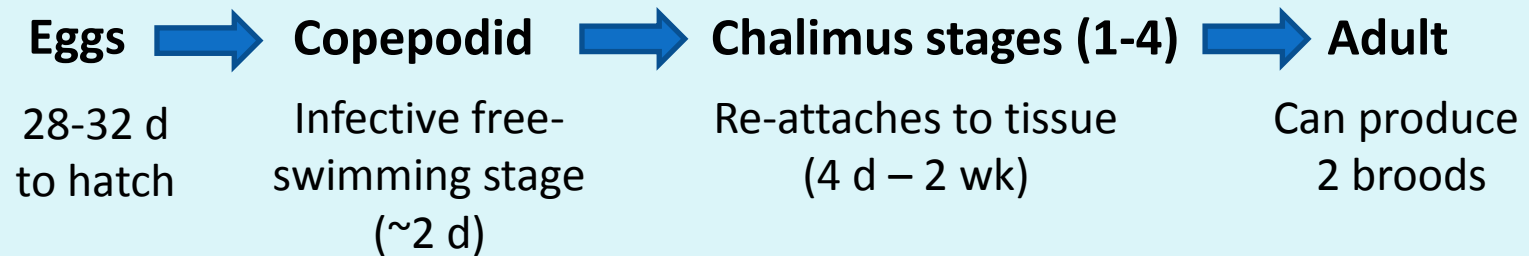 Eggs Copepodid Chalimus stages (1-4) Adult
28-32 d
to hatch
Infective free-
swimming stage
(~2 d)
Re-attaches to tissue
(4 d – 2 wk)
Can produce
2 broods